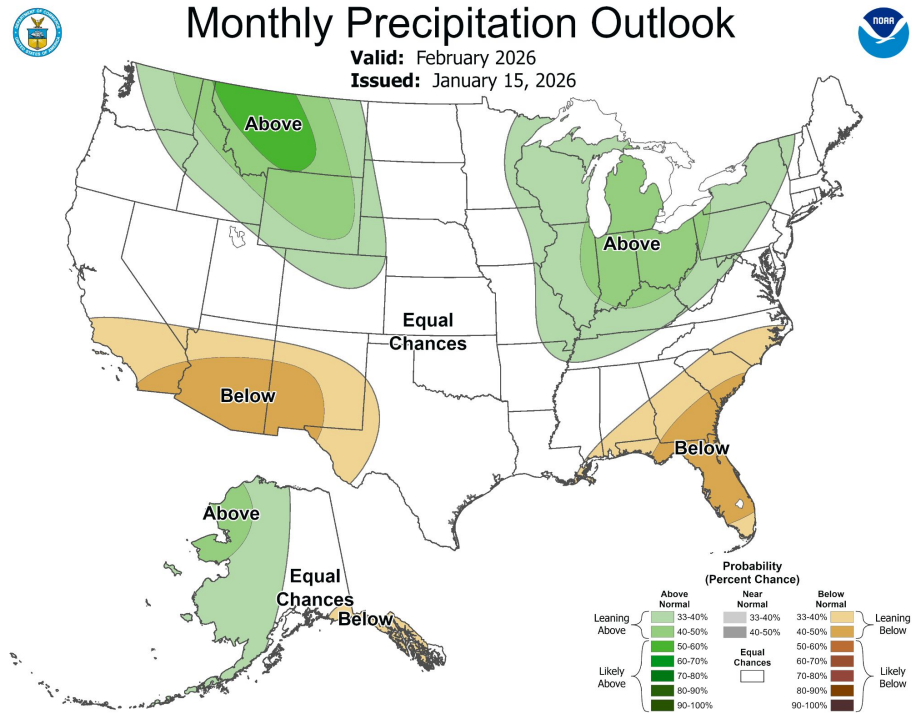 Monthly Precipitation Outlook
Valid: February 2026
Issued: January 15, 2026
NOAA
Above
Above
Equal
Chances
Below
Below
Above
Equal
Chances
Below
Probability
(Percent Chance)
Above
Normal
Near
Normal
Below
Normal
Leaning
Above
33-40%
40-50%
50-60%
60-70%
70-80%
80-90%
90-100%
Likely
Above
33-40%
40-50%
Equal
Chances
33-40%
40-50%
50-60%
60-70%
70-80%
80-90%
90-100%
Leaning
Below
Likely
Below